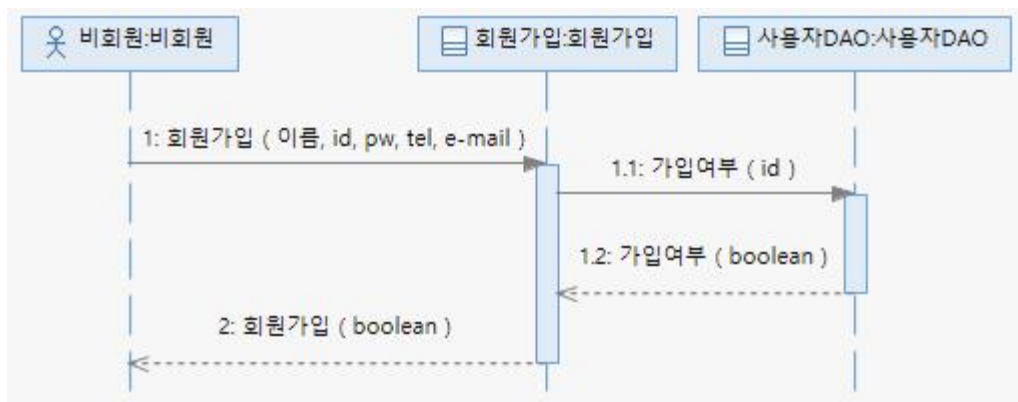 비회원:비회원
회원가입:회원가입
사용자DAO:사용자DAO
1: 회원가입 ( 이름, id, pw, tel, e-mail )
1.1: 가입여부 ( id )
1.2: 가입여부 ( boolean )
2: 회원가입 ( boolean )